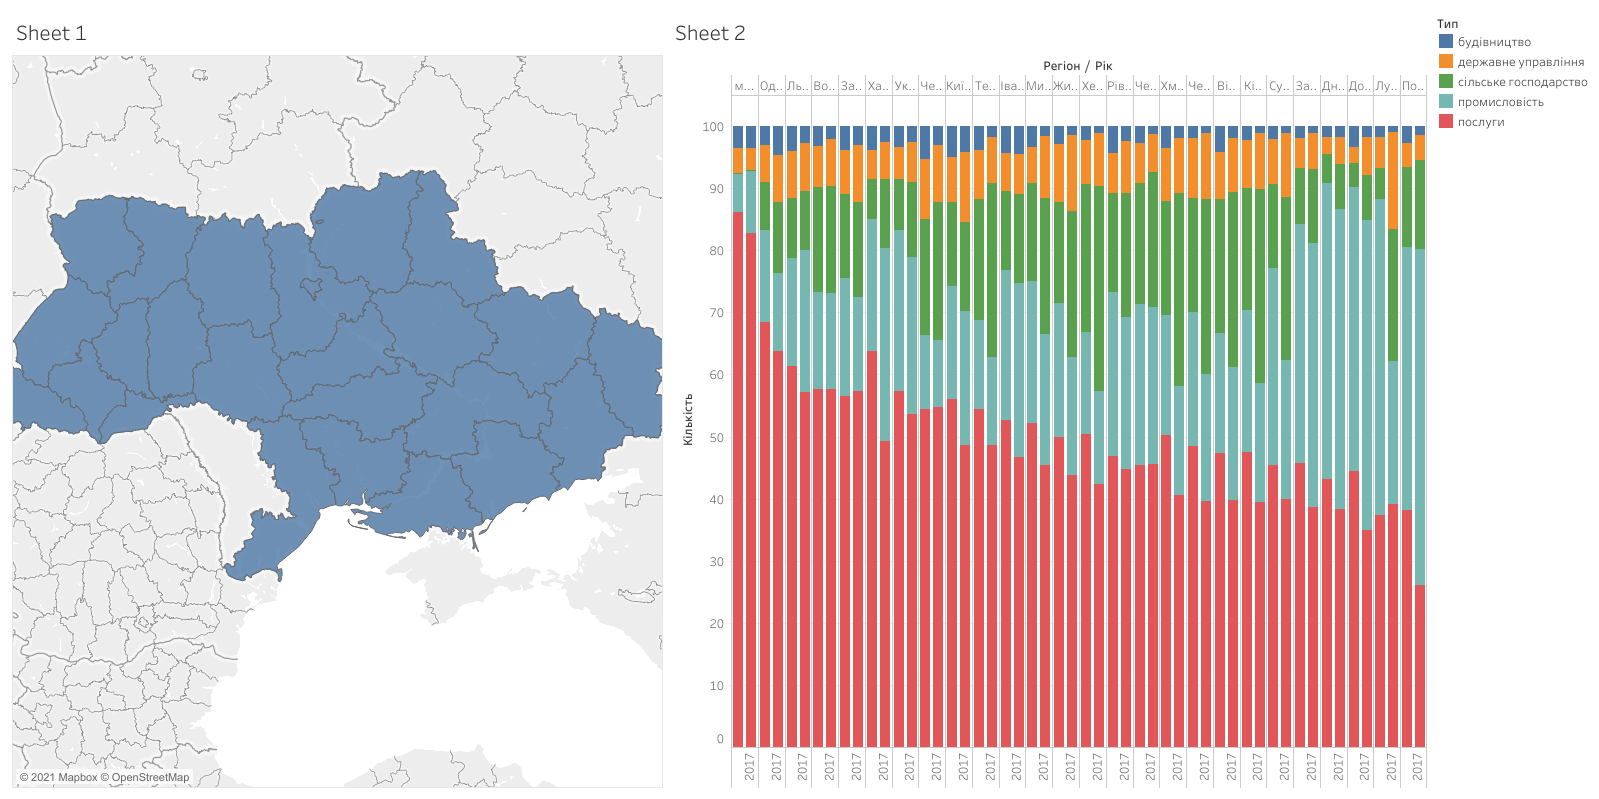 Sheet 1
© 2021 Mapbox © OpenStreetMap
Sheet 2
Регіон / Рік
м... Од.. Ль.. Во.. За.. Ха.. Ук.. Че.. Киї.. Те.. Іва.. Ми.. Жи.. Хе.. Рів.. Че.. Хм.. Че.. Ві.. Кі.. Су.. За.. Дн.. До.. Лу.. По..
Кількість
100
90
80
70
60
50
40
30
20
10
0
2017 2017 2017 2017 2017 2017 2017 2017 2017 2017 2017 2017 2017 2017 2017 2017 2017 2017 2017 2017 2017 2017 2017 2017 2017 2017
Тип
будівництво
державне управління
сільське господарство
промисловість
послуги